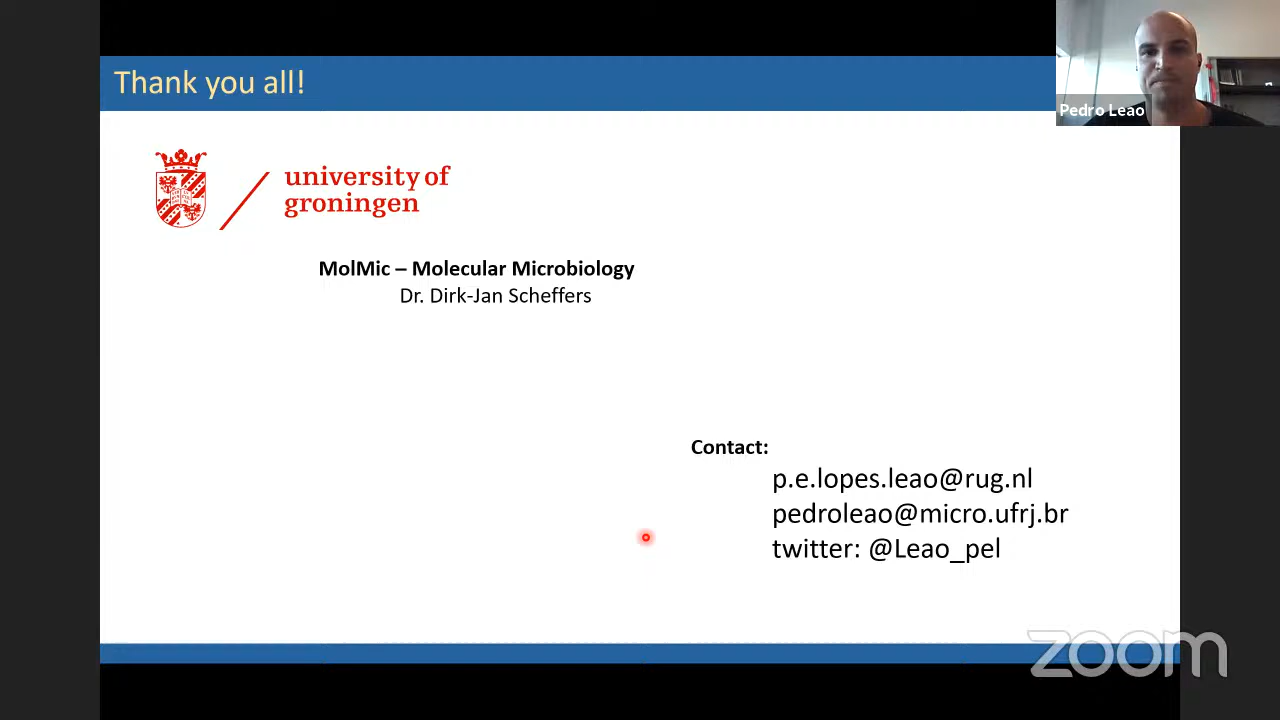 Thank you all!
Pedro Leao
university of
groningen
MolMic – Molecular Microbiology
Dr. Dirk-Jan Scheffers
Contact:
p.e.lopes.leao@rug.nl
pedroleao@micro.ufrj.br
twitter: @Leao_pel
zoom